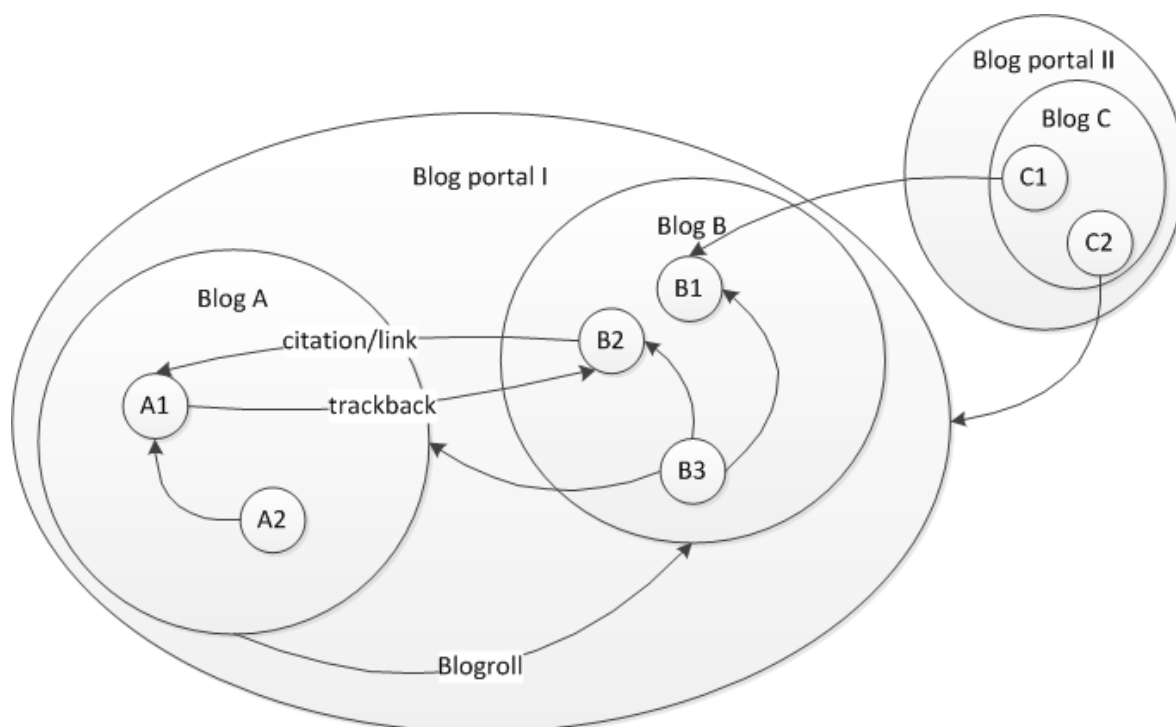 Blog portal II
Blog C
C1
C2
Blog portal I
Blog B
B1
B2
B3
Blog A
citation/link
trackback
A1
A2
Blogroll